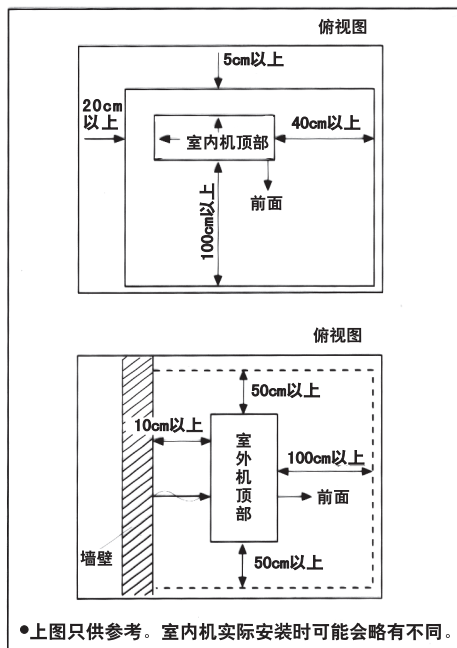 俯视图
5cm以上
20cm
以上
40cm以上
室内机顶部
前面
100cm以上
俯视图
50cm以上
10cm以上
室外机顶部
100cm以上
前面
墙壁
50cm以上
●上图只供参考。室内机实际安装时可能会略有不同。